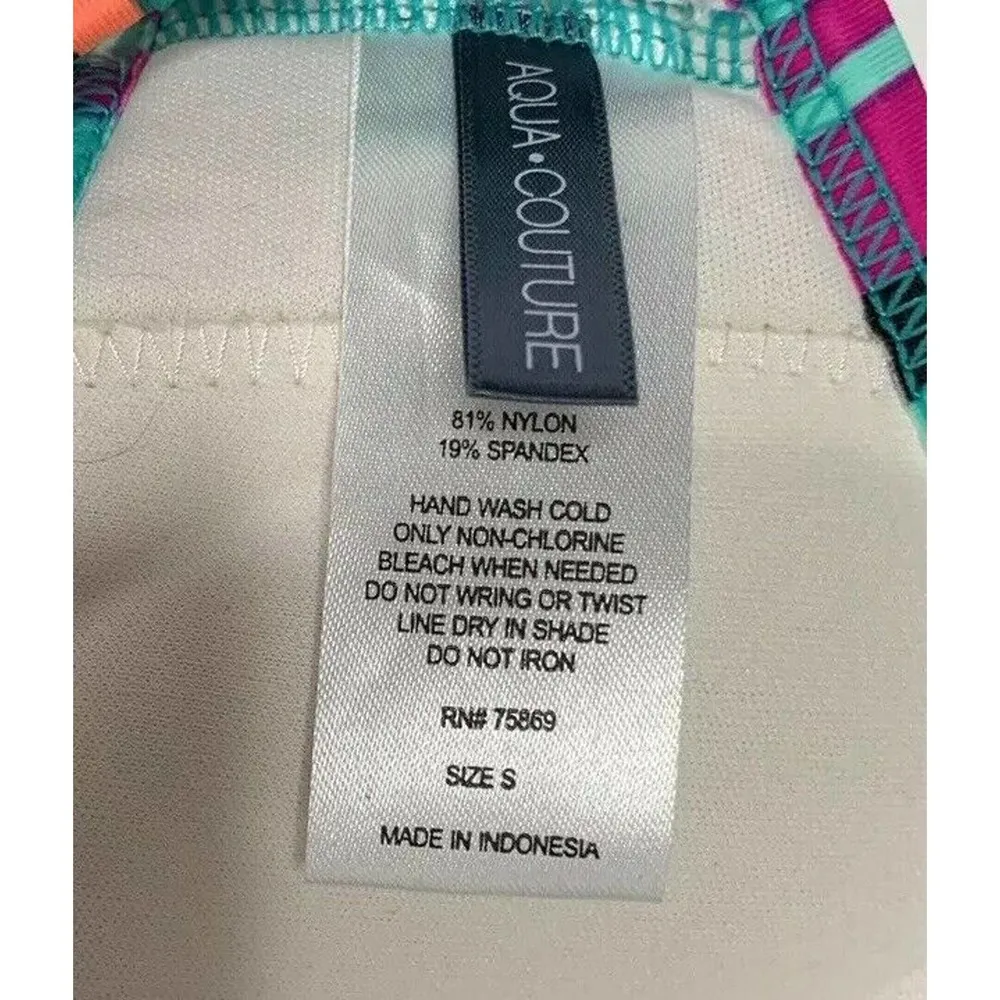 AQUA•COUTURE
81% NYLON
19% SPANDEX
HAND WASH COLD
ONLY NON-CHLORINE
BLEACH WHEN NEEDED
DO NOT WRING OR TWIST
LINE DRY IN SHADE
DO NOT IRON
RN# 75869
SIZE S
MADE IN INDONESIA